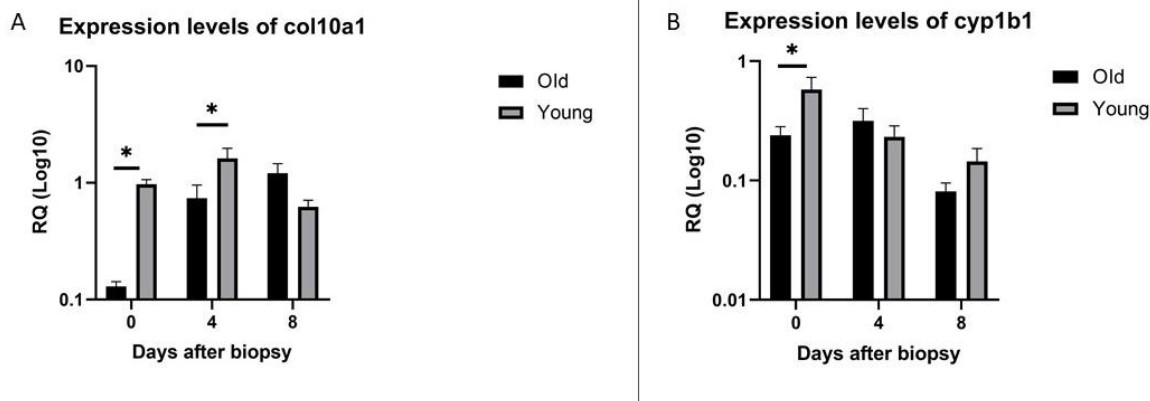 A
Expression levels of col10a1
10
1
0.1
RQ (Log10)
*
*
0
4
8
Days after biopsy
Old
Young
B
Expression levels of cyp1b1
1
0.1
0.01
RQ (Log10)
*
0
4
8
Days after biopsy
Old
Young